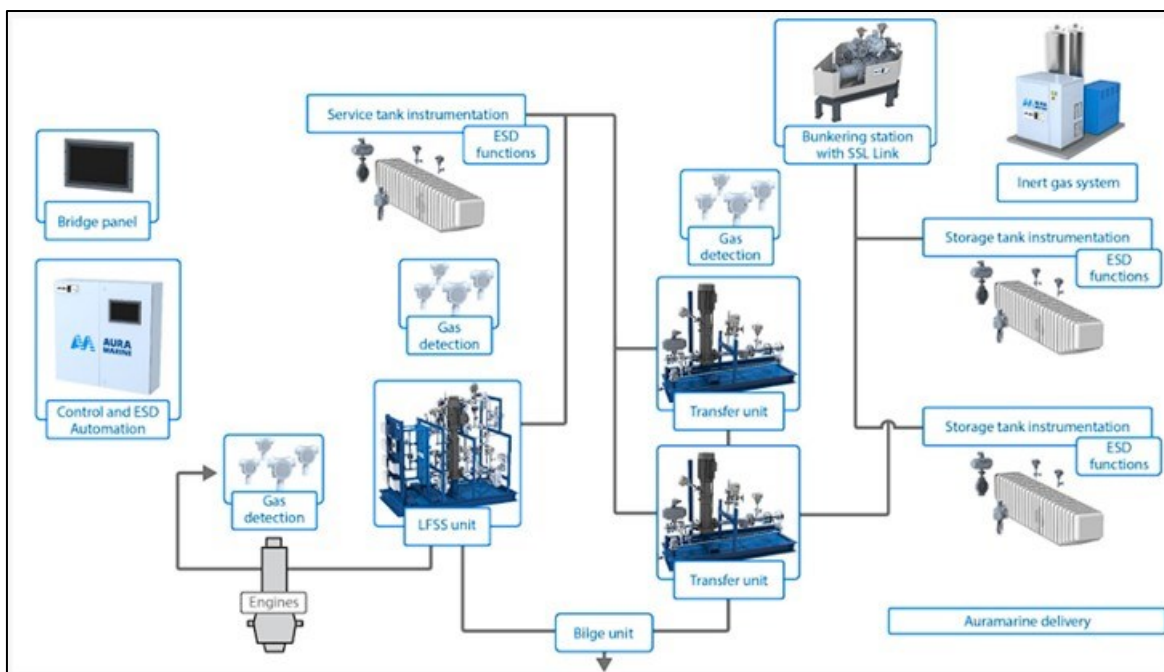 Service tank instrumentation
ESD
functions
Bridge panel
AURA
MARINE
Control and ESD
Automation
Gas
detection
Gas
detection
LFSS unit
Engines
Bunkering station
with SSL Link
AURA
MARINE
Inert gas system
Gas
detection
Storage tank instrumentation
ESD
functions
Transfer unit
Storage tank instrumentation
ESD
functions
Transfer unit
Bilge unit
Auramarine delivery